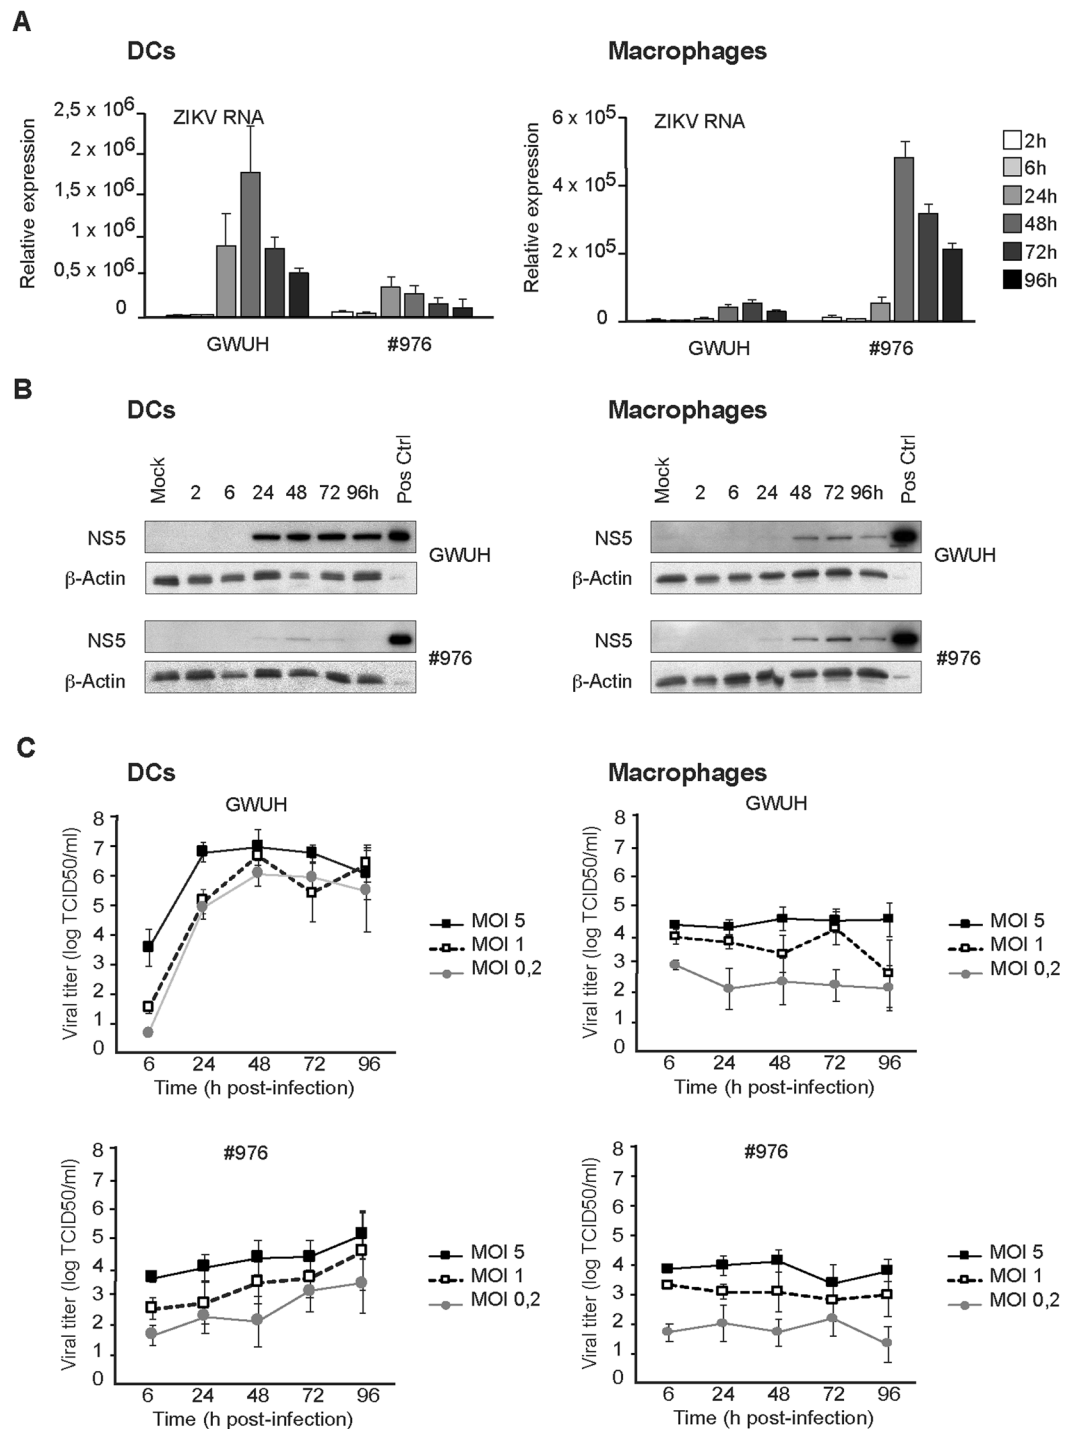 A
DCs
Macrophages
ZIKV RNA
Relative expression
2,5 x 10⁶
2 x 10⁶
1,5 x 10⁶
1 x 10⁶
0,5 x 10⁶
0
GWUH
#976
ZIKV RNA
Relative expression
6 x 10⁵
4 x 10⁵
2 x 10⁵
0
GWUH
#976
2h
6h
24h
48h
72h
96h
B
DCs
Macrophages
Mock 2 6 24 48 72 96h Pos Ctrl
NS5
GWUH
β-Actin
NS5
#976
β-Actin
Mock 2 6 24 48 72 96h Pos Ctrl
NS5
GWUH
β-Actin
NS5
#976
β-Actin
C
DCs
Macrophages
GWUH
Viral titer (log TCID50/ml)
8
7
6
5
4
3
2
1
0
6 24 48 72 96
Time (h post-infection)
MOI 5
MOI 1
MOI 0,2
GWUH
Viral titer (log TCID50/ml)
8
7
6
5
4
3
2
1
0
6 24 48 72 96
Time (h post-infection)
MOI 5
MOI 1
MOI 0,2
#976
Viral titer (log TCID50/ml)
8
7
6
5
4
3
2
1
0
6 24 48 72 96
Time (h post-infection)
MOI 5
MOI 1
MOI 0,2
#976
Viral titer (log TCID50/ml)
8
7
6
5
4
3
2
1
0
6 24 48 72 96
Time (h post-infection)
MOI 5
MOI 1
MOI 0,2